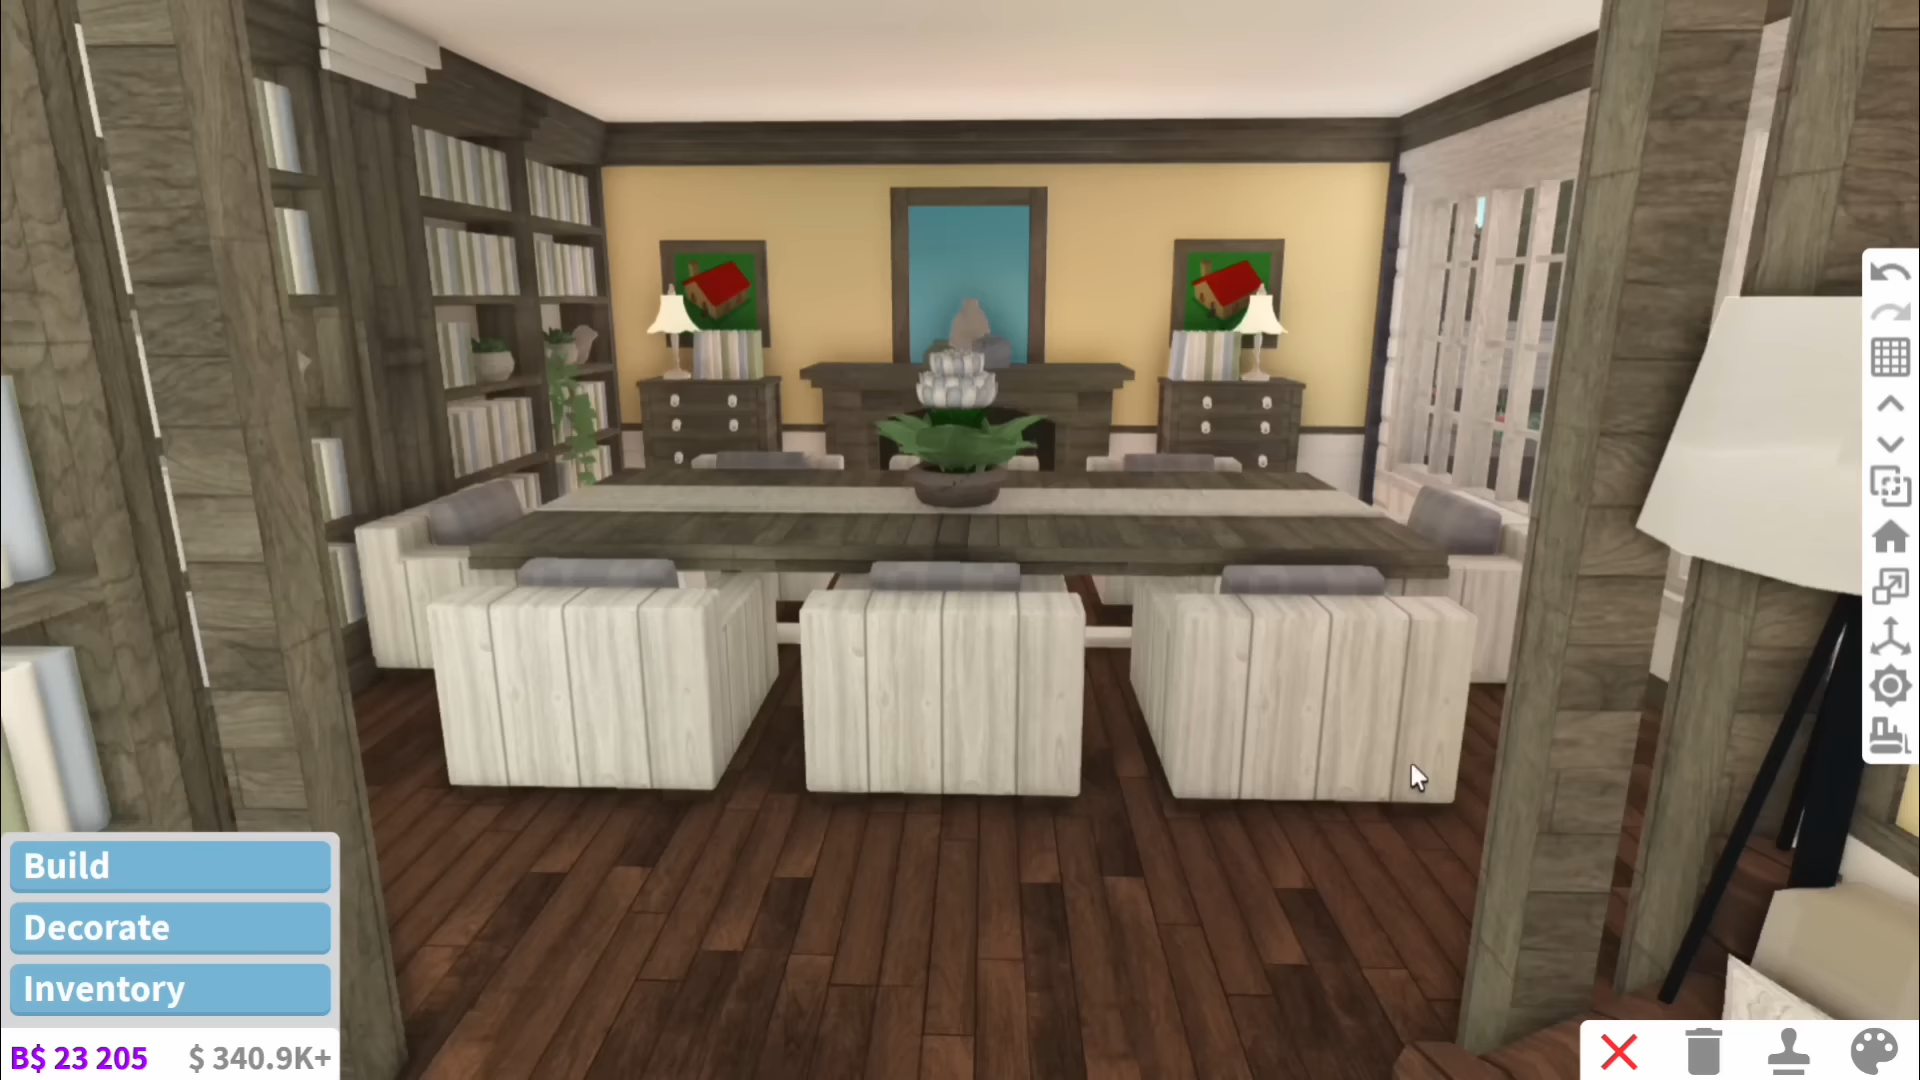 Build
Decorate
Inventory
B$ 23 205 $ 340.9K+